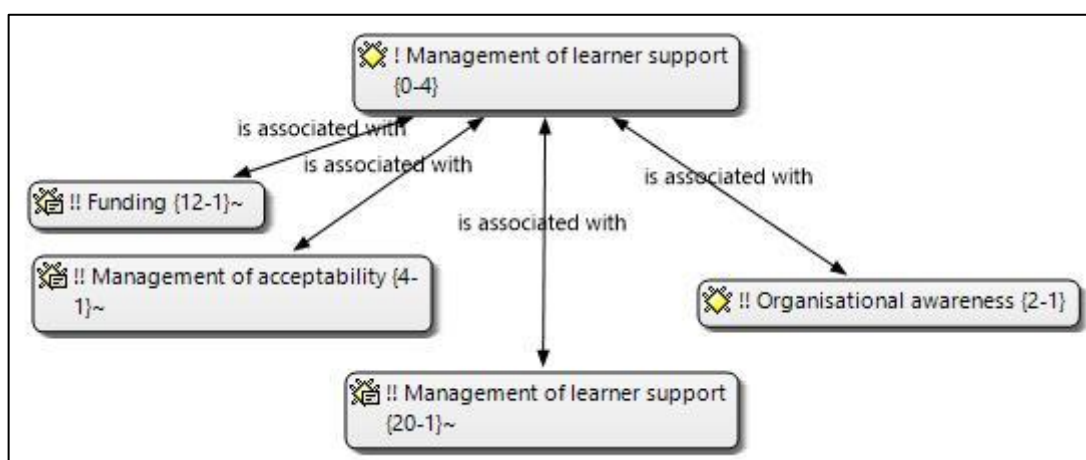 ! Management of learner support
{0-4}
is associated with
is associated with
is associated with
is associated with
!! Funding {12-1}~
!! Management of acceptability {4-
1}~
!! Organisational awareness {2-1}
!! Management of learner support
{20-1}~